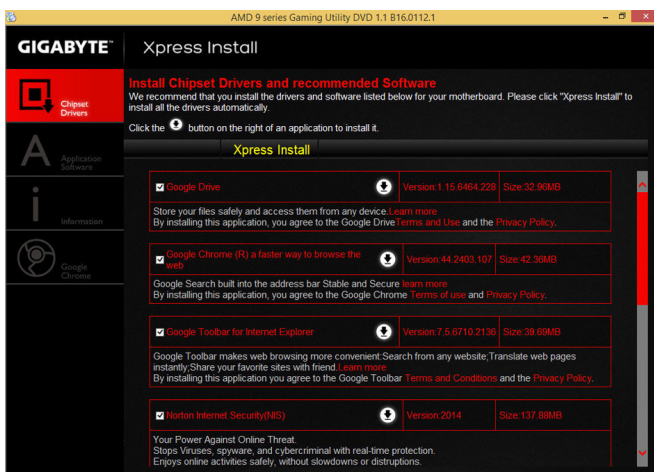 AMD 9 series Gaming Utility DVD 1.1 B16.0112.1
GIGABYTE™
Xpress Install
Chipset
Drivers
Application
Software
Information
Google
Chrome
Install Chipset Drivers and recommended Software
We recommend that you install the drivers and software listed below for your motherboard. Please click "Xpress Install" to
install all the drivers automatically.
Click the button on the right of an application to install it.
Xpress Install
Google Drive Version:1.15.6464.228 Size:32.96MB
Store your files safely and access them from any device.Learn more
By installing this application, you agree to the Google DriveTerms and Use and the Privacy Policy.
Google Chrome (R) a faster way to browse the
web Version:44.2403.107 Size:42.36MB
Google Search built into the address bar Stable and Secure learn more
By installing this application, you agree to the Google Chrome Terms of use and Privacy Policy.
Google Toolbar for Internet Explorer Version:7.5.6710.2136 Size:39.69MB
Google Toolbar makes web browsing more convenient:Search from any website;Translate web pages
instantly;Share your favorite sites with friend.Learn more
By installing this application you agree to the Google Toolbar Terms and Conditions and the Privacy Policy.
Norton Internet Security(NIS) Version:2014 Size:137.88MB
Your Power Against Online Threat.
Stops Viruses, spyware, and cybercriminal with real-time protection.
Enjoys online activities safely, without slowdowns or distruptions.